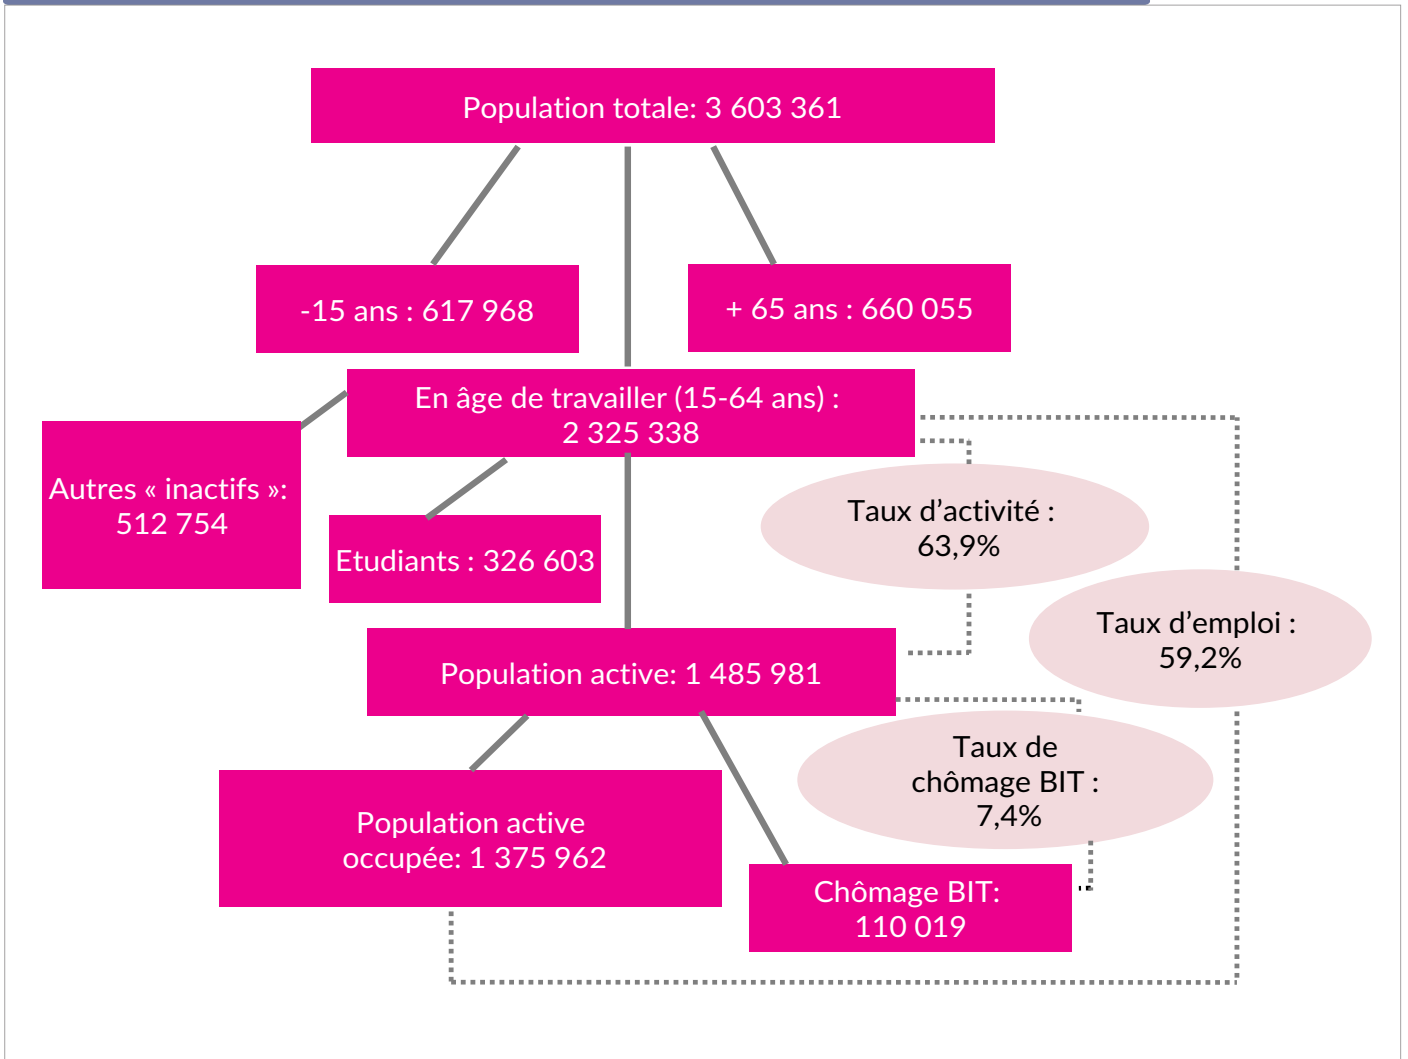 Population totale: 3 603 361
-15 ans : 617 968
+ 65 ans : 660 055
En âge de travailler (15-64 ans) :
2 325 338
Autres « inactifs »:
512 754
Etudiants : 326 603
Taux d’activité :
63,9%
Taux d’emploi :
59,2%
Population active: 1 485 981
Taux de
chômage BIT :
7,4%
Population active
occupée: 1 375 962
Chômage BIT:
110 019